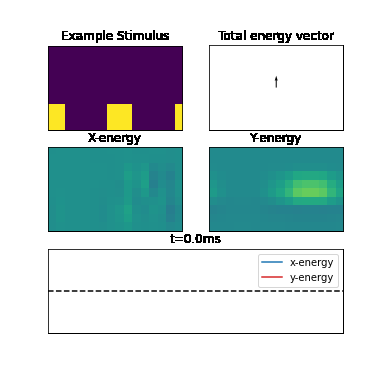 Example Stimulus
Total energy vector
X-energy
Y-energy
t=0.0ms
x-energy
y-energy